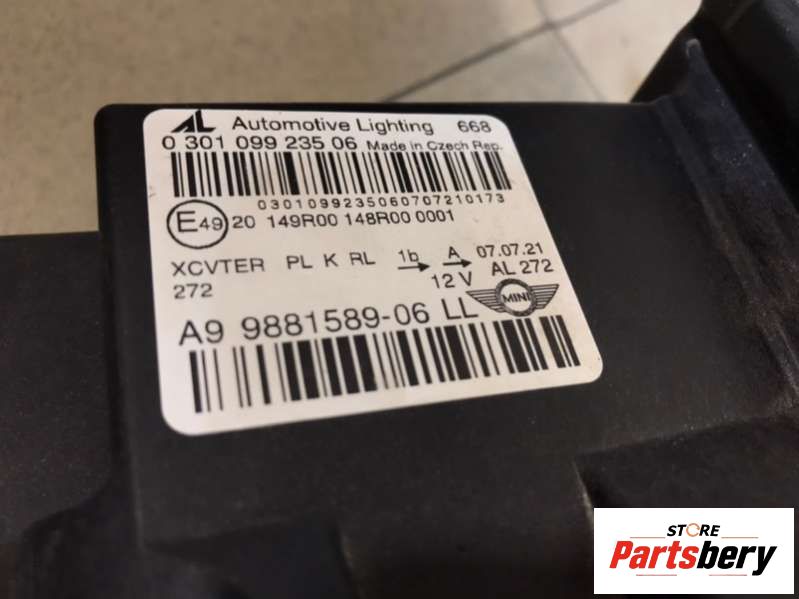 AL Automotive Lighting 668
0 301 099 235 06 Made in Czech Rep.
0301099235060707210173
E49 20 149R00 148R00 0001
XCVTER PL K RL 1b A 07.07.21
272 12 V AL 272
A9 9881589-06 LL MINI
STORE
Partsbery